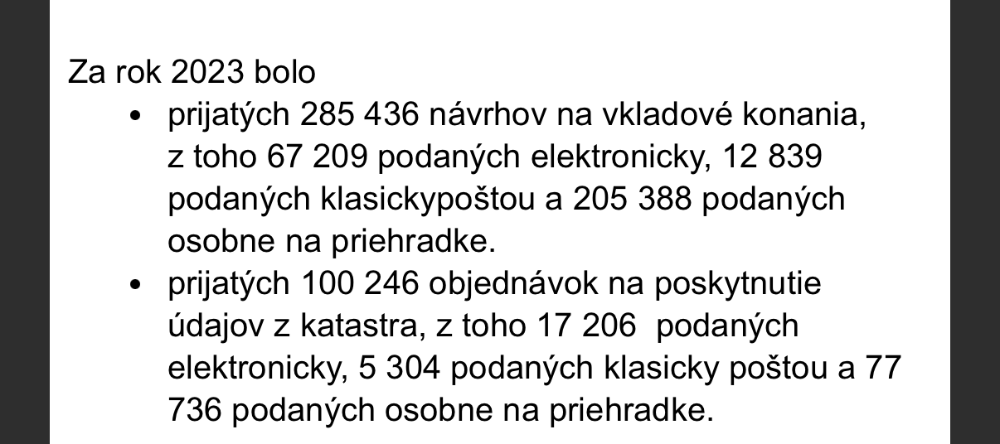 Za rok 2023 bolo
• prijatých 285 436 návrhov na vkladové konania,
z toho 67 209 podaných elektronicky, 12 839
podaných klasickypoštou a 205 388 podaných
osobne na priehradke.
• prijatých 100 246 objednávok na poskytnutie
údajov z katastra, z toho 17 206  podaných
elektronicky, 5 304 podaných klasicky poštou a 77
736 podaných osobne na priehradke.